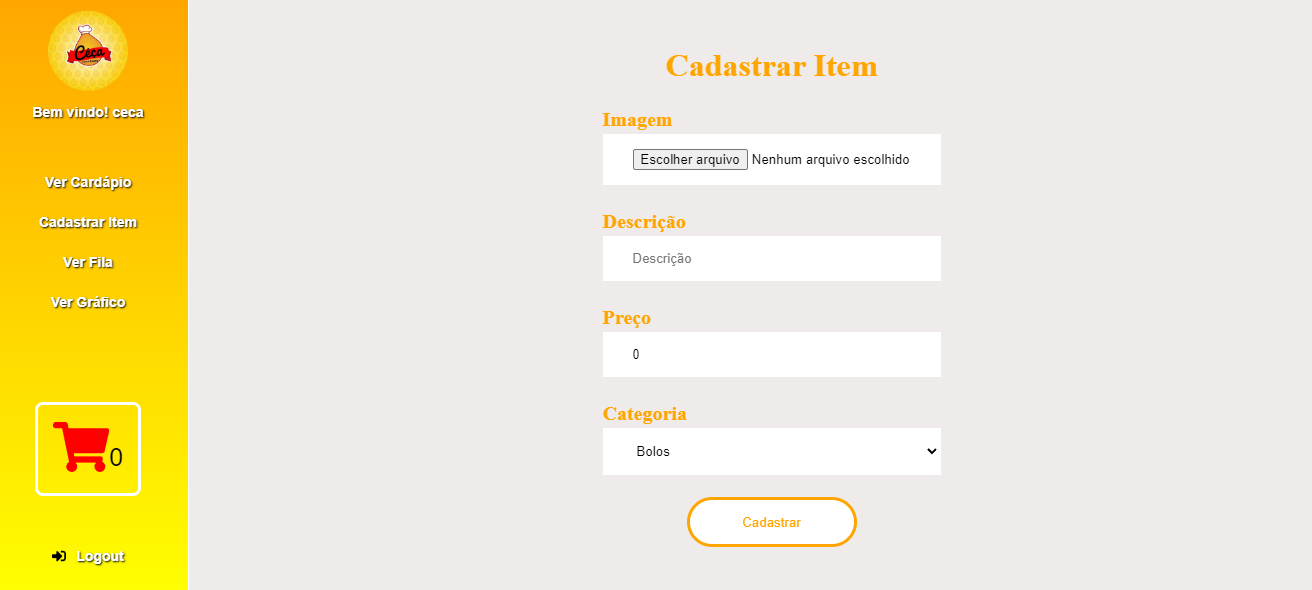 Ceça
Bem vindo! ceca
Ver Cardápio
Cadastrar Item
Ver Fila
Ver Gráfico
0
Logout
Cadastrar Item
Imagem
Escolher arquivo Nenhum arquivo escolhido
Descrição
Descrição
Preço
0
Categoria
Bolos
Cadastrar